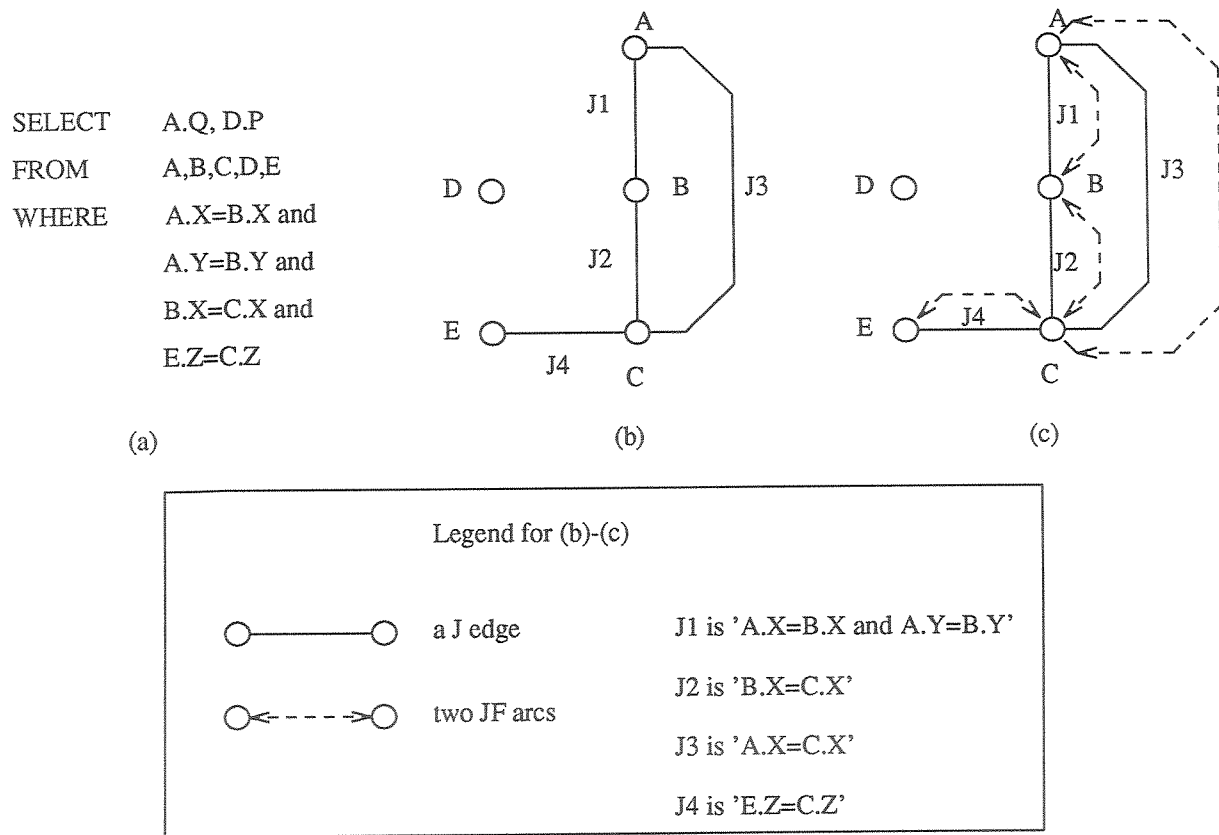 SELECT A.Q, D.P
FROM A,B,C,D,E
WHERE A.X=B.X and
A.Y=B.Y and
B.X=C.X and
E.Z=C.Z
(a)
A
J1
D
B
J3
J2
E
J4
C
(b)
A
J1
J3
D
B
J2
E
J4
C
(c)
Legend for (b)-(c)
a J edge
two JF arcs
J1 is 'A.X=B.X and A.Y=B.Y'
J2 is 'B.X=C.X'
J3 is 'A.X=C.X'
J4 is 'E.Z=C.Z'